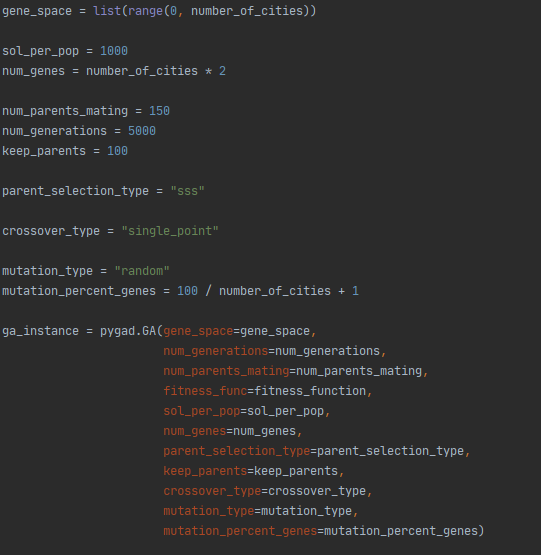 gene_space = list(range(0, number_of_cities))
sol_per_pop = 1000
num_genes = number_of_cities * 2
num_parents_mating = 150
num_generations = 5000
keep_parents = 100
parent_selection_type = "sss"
crossover_type = "single_point"
mutation_type = "random"
mutation_percent_genes = 100 / number_of_cities + 1
ga_instance = pygad.GA(gene_space=gene_space,
num_generations=num_generations,
num_parents_mating=num_parents_mating,
fitness_func=fitness_function,
sol_per_pop=sol_per_pop,
num_genes=num_genes,
parent_selection_type=parent_selection_type,
keep_parents=keep_parents,
crossover_type=crossover_type,
mutation_type=mutation_type,
mutation_percent_genes=mutation_percent_genes)